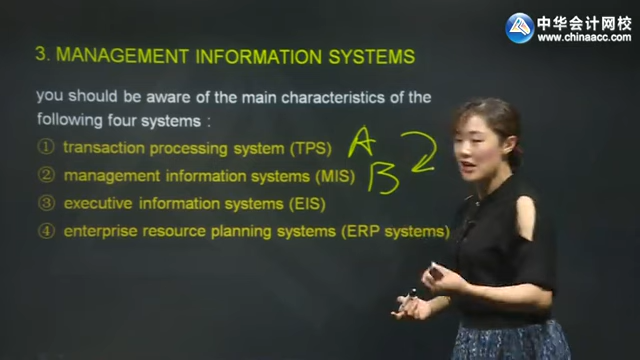 中华会计网校
www.chinaacc.com
3. MANAGEMENT INFORMATION SYSTEMS
you should be aware of the main characteristics of the
following four systems :
① transaction processing system (TPS) A
② management information systems (MIS) B
③ executive information systems (EIS)
④ enterprise resource planning systems (ERP systems)